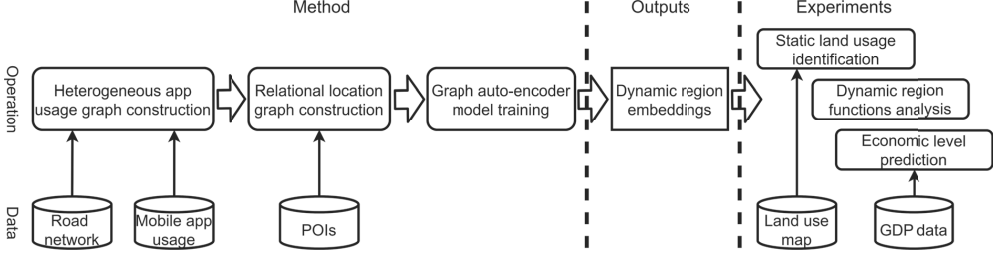 Method
Outputs
Experiments
Operation
Heterogeneous app
usage graph construction
Relational location
graph construction
Graph auto-encoder
model training
Dynamic region
embeddings
Static land usage
identification
Dynamic region
functions analysis
Economic level
prediction
Data
Road
network
Mobile app
usage
POIs
Land use
map
GDP data